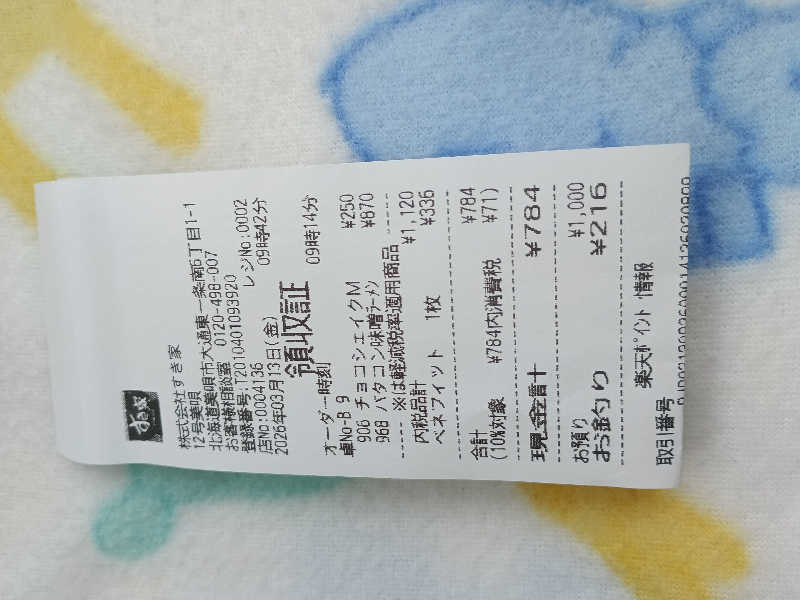 すき家
株式会社すき家
12号美唄
北海道美唄市大通東一条南6丁目1-1
お客様相談室 0120-498-007
登録番号:T2010401093920
店No:0004136 レジNo:0002
2026年03月13日(金) 09時42分
領収証
オーダー時刻 09時14分
卓No-B 9
906 チョコシェイクM ¥250
968 バタコン味噌ラーメン ¥870
※は軽減税率適用商品
内税品計 ¥1,120
ベネフィット 1枚 ¥336
合計 ¥784
(10%対象 ¥784内消費税 ¥71)
現金計 ¥784
お預り ¥1,000
お釣り ¥216
楽天ポイント情報
取引番号